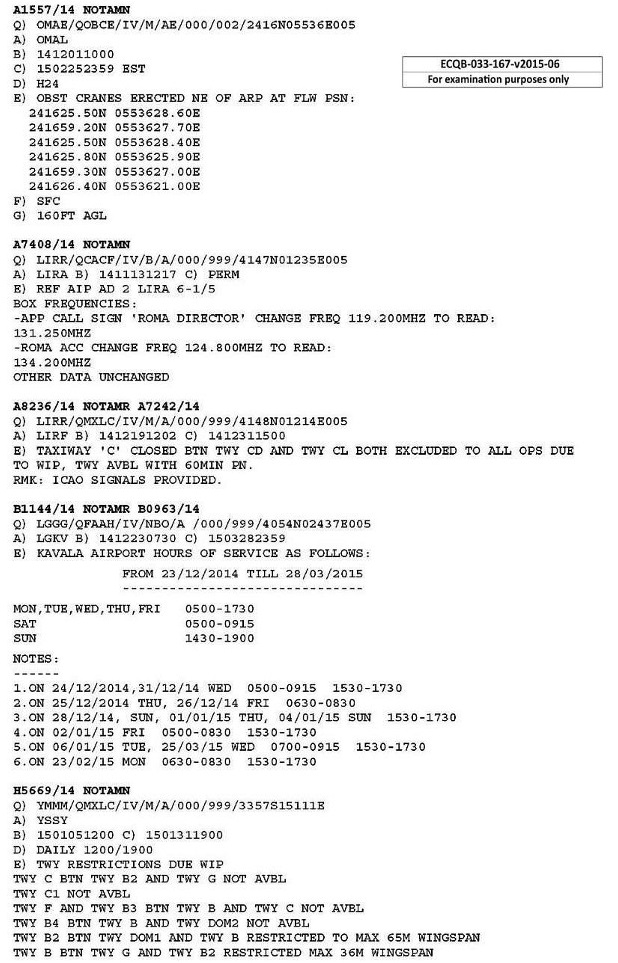 A1557/14 NOTAMN
Q) OMAE/QOBCE/IV/M/AE/000/002/2416N05536E005
A) OMAL
B) 1412011000
C) 1502252359 EST
D) H24
E) OBST CRANES ERECTED NE OF ARP AT FLW PSN:
241625.50N 0553628.60E
241659.20N 0553627.70E
241625.50N 0553628.40E
241625.80N 0553625.90E
241659.30N 0553627.00E
241626.40N 0553621.00E
F) SFC
G) 160FT AGL
ECQB-033-167-v2015-06
For examination purposes only
A7408/14 NOTAMN
Q) LIRR/QCACF/IV/B/A/000/999/4147N01235E005
A) LIRA B) 1411131217 C) PERM
E) REF AIP AD 2 LIRA 6-1/5
BOX FREQUENCIES:
-APP CALL SIGN 'ROMA DIRECTOR' CHANGE FREQ 119.200MHZ TO READ:
131.250MHZ
-ROMA ACC CHANGE FREQ 124.800MHZ TO READ:
134.200MHZ
OTHER DATA UNCHANGED
A8236/14 NOTAMR A7242/14
Q) LIRR/QMXLC/IV/M/A/000/999/4148N01214E005
A) LIRF B) 1412191202 C) 1412311500
E) TAXIWAY 'C' CLOSED BTN TWY CD AND TWY CL BOTH EXCLUDED TO ALL OPS DUE
TO WIP, TWY AVBL WITH 60MIN PN.
RMK: ICAO SIGNALS PROVIDED.
B1144/14 NOTAMR B0963/14
Q) LGGG/QFAAH/IV/NBO/A /000/999/4054N02437E005
A) LGKV B) 1412230730 C) 1503282359
E) KAVALA AIRPORT HOURS OF SERVICE AS FOLLOWS:
FROM 23/12/2014 TILL 28/03/2015
-------------------------------
MON,TUE,WED,THU,FRI 0500-1730
SAT 0500-0915
SUN 1430-1900
NOTES:
------
1.ON 24/12/2014,31/12/14 WED 0500-0915 1530-1730
2.ON 25/12/2014 THU, 26/12/14 FRI 0630-0830
3.ON 28/12/14, SUN, 01/01/15 THU, 04/01/15 SUN 1530-1730
4.ON 02/01/15 FRI 0500-0830 1530-1730
5.ON 06/01/15 TUE, 25/03/15 WED 0700-0915 1530-1730
6.ON 23/02/15 MON 0630-0830 1530-1730
H5669/14 NOTAMN
Q) YMMM/QMXLC/IV/M/A/000/999/3357S15111E
A) YSSY
B) 1501051200 C) 1501311900
D) DAILY 1200/1900
E) TWY RESTRICTIONS DUE WIP
TWY C BTN TWY B2 AND TWY G NOT AVBL
TWY C1 NOT AVBL
TWY F AND TWY B3 BTN TWY B AND TWY C NOT AVBL
TWY B4 BTN TWY B AND TWY DOM2 NOT AVBL
TWY B2 BTN TWY DOM1 AND TWY B RESTRICTED TO MAX 65M WINGSPAN
TWY B BTN TWY G AND TWY B2 RESTRICTED MAX 36M WINGSPAN